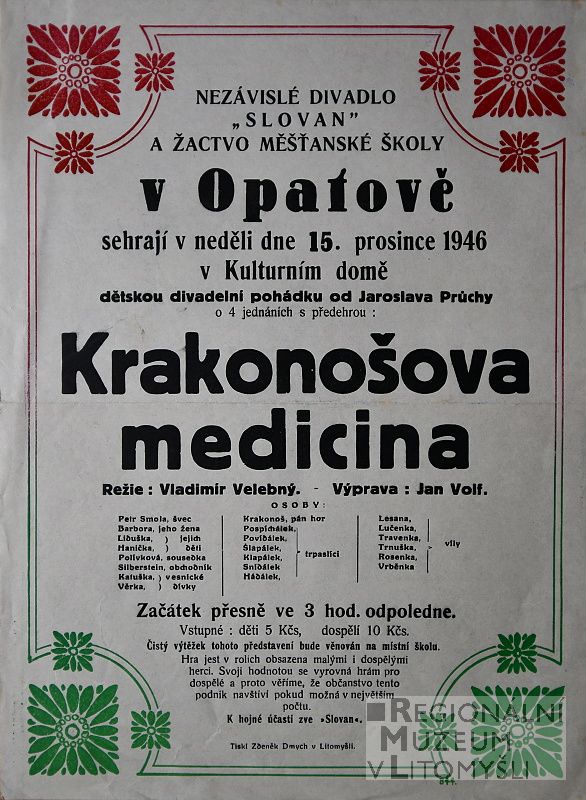 NEZÁVISLÉ DIVADLO
„SLOVAN”
A ŽACTVO MĚŠŤANSKÉ ŠKOLY
v Opatově
sehrají v neděli dne 15. prosince 1946
v Kulturním domě
dětskou divadelní pohádku od Jaroslava Průchy
o 4 jednáních s předehrou :
Krakonošova
medicina
Režie : Vladimír Velebný. - Výprava : Jan Volf.
OSOBY:
Petr Smola, švec
Barbora, jeho žena
Liduška, ) jejich
Hanička, ) děti
Polívková, sousedka
Silberstein, obchodník
Katuška, ) vesnické
Věrka, ) dívky
Krakonoš, pán hor
Pospíchálek,
Povídálek,
Šlapálek,
Klapálek,
Snídálek
Hádálek,
trpaslíci
Lesana,
Lučenka,
Travenka,
Trnuška,
Rosenka,
Vrběnka
víly
Začátek přesně ve 3 hod. odpoledne.
Vstupné : děti 5 Kčs, dospělí 10 Kčs.
Čistý výtěžek tohoto představení bude věnován na místní školu.
Hra jest v rolích obsazena malými i dospělými
herci. Svojí hodnotou se vyrovná hrám pro
dospělé a proto věříme, že občanstvo tento
podnik navštíví pokud možná v největším
počtu.
K hojné účasti zve »Slovan«.
Tiskl Zdeněk Dmych v Litomyšli.
REGIONÁLNÍ
MUZEUM
V LITOMYŠLI